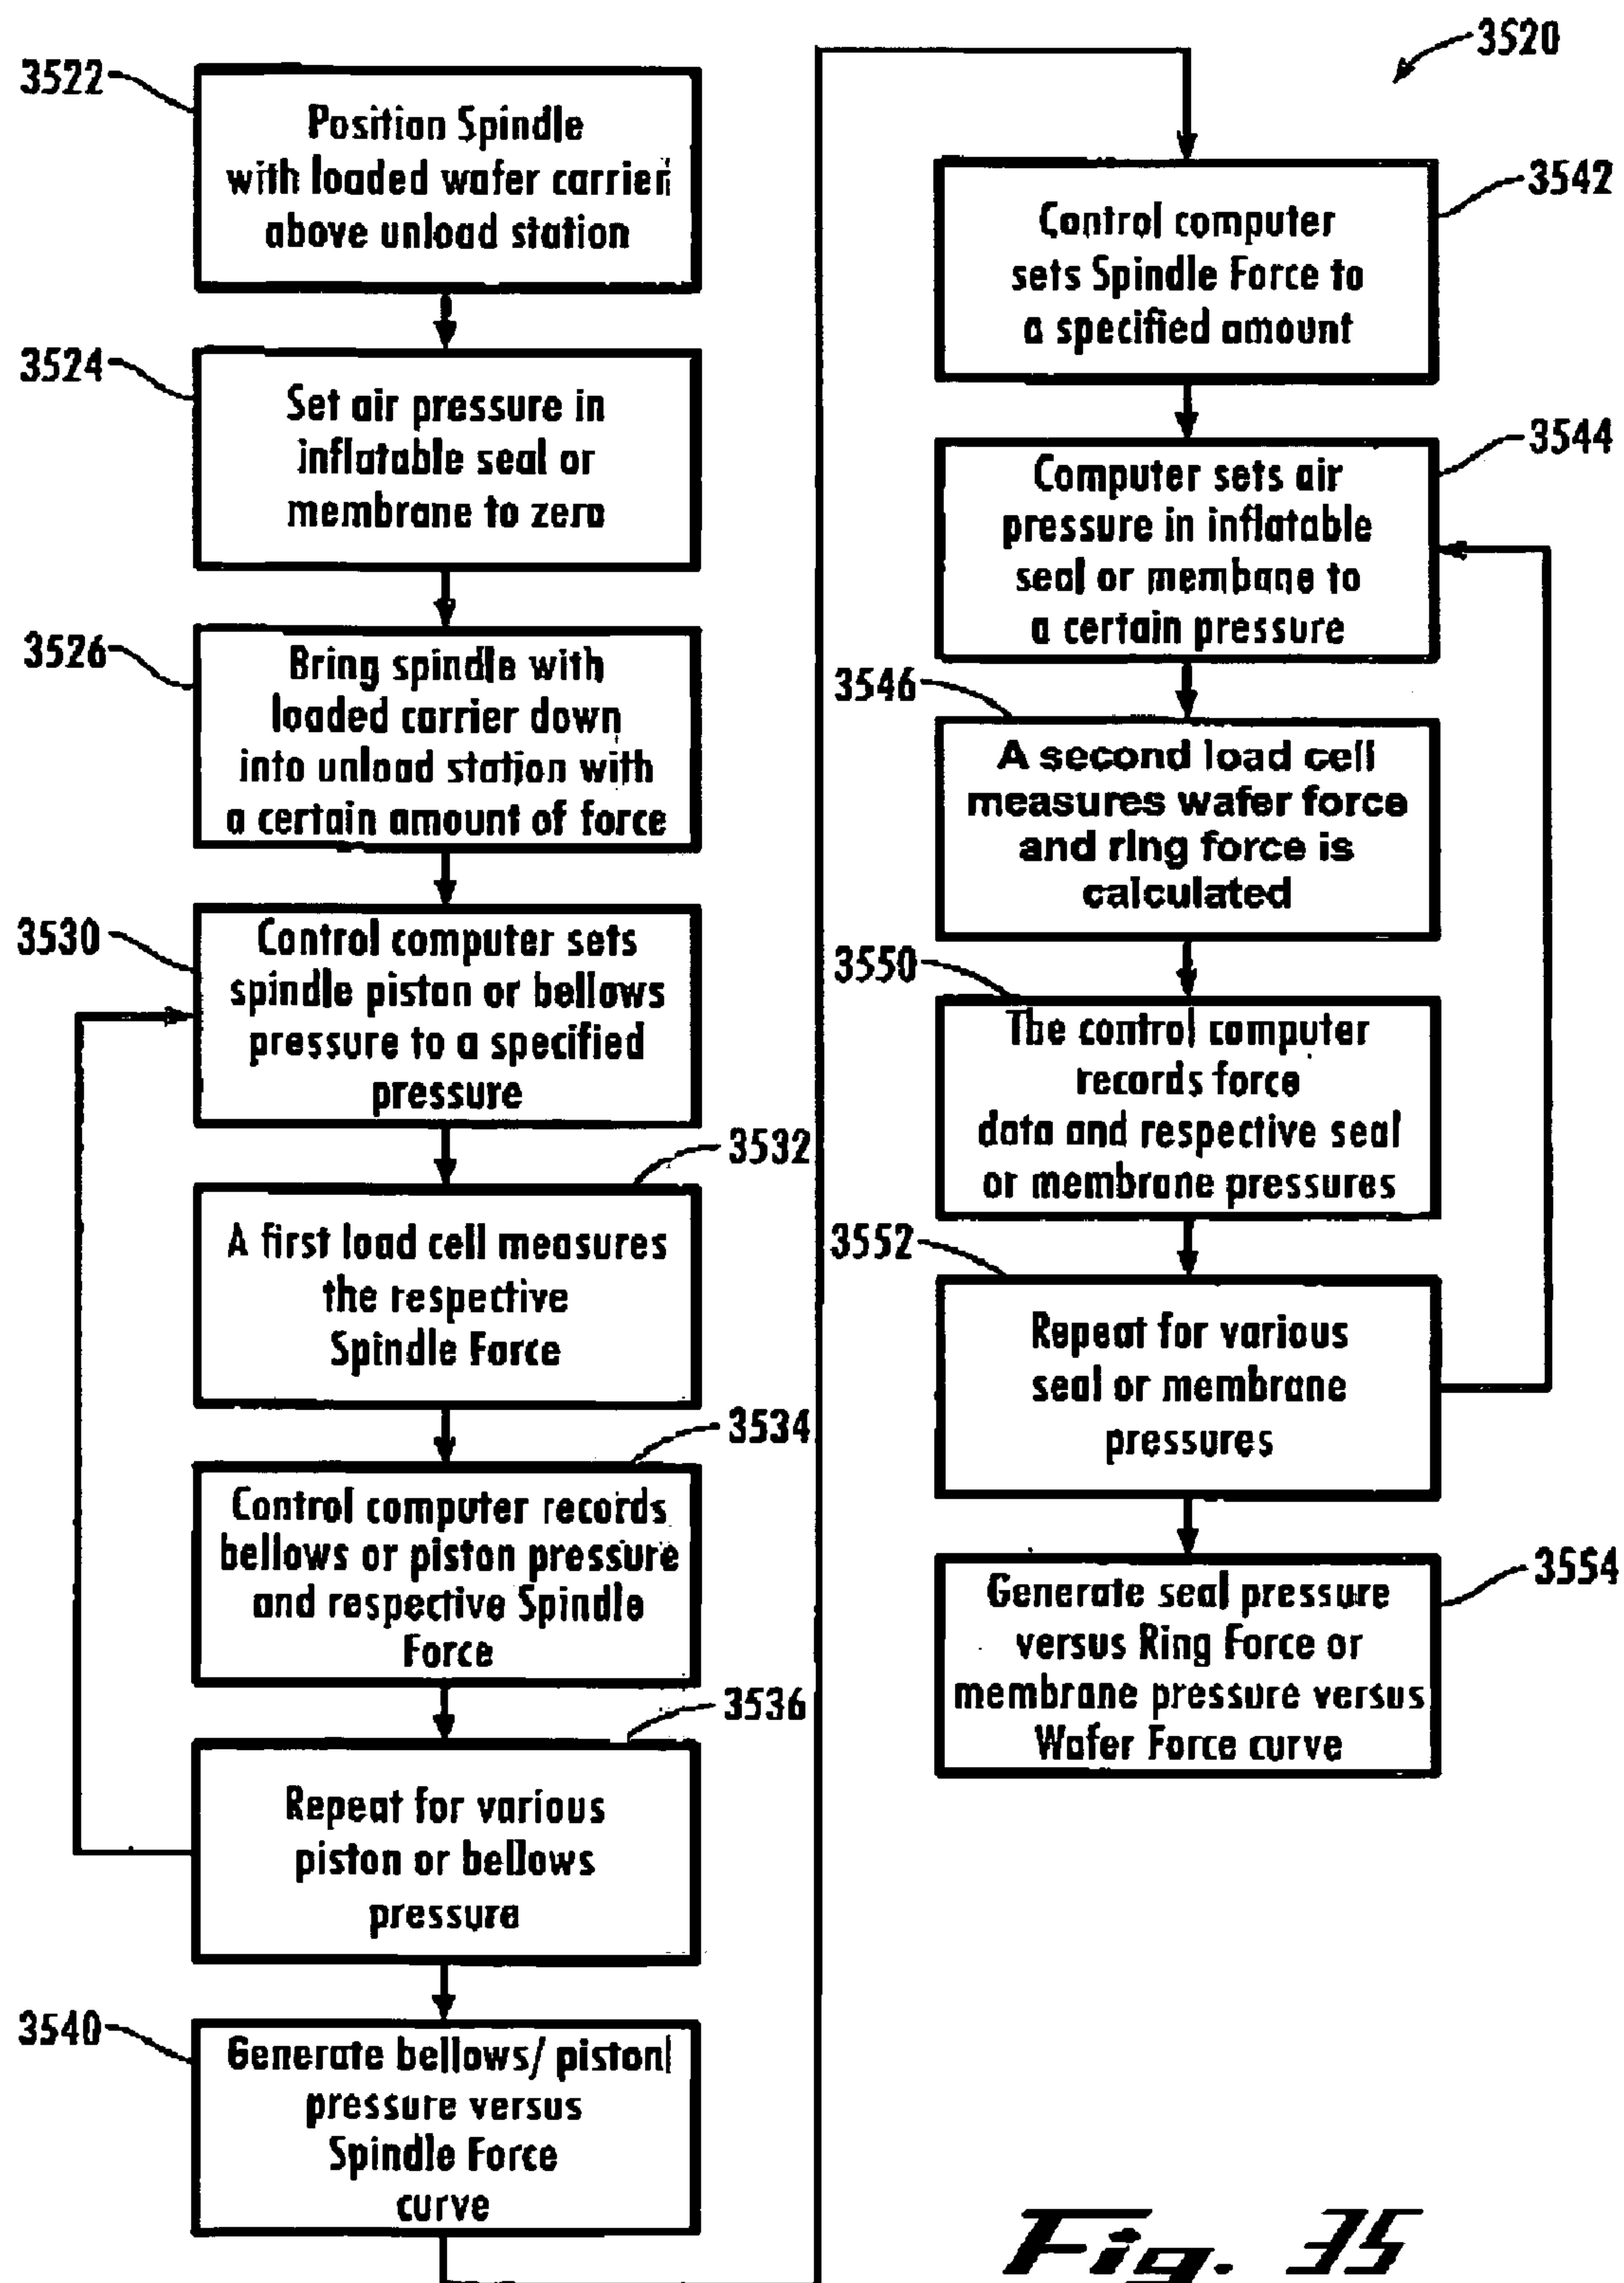 3520
3522
Position Spindle
with loaded wafer carrier
above unload station
3524
Set air pressure in
inflatable seal or
membrane to zero
3526
Bring spindle with
loaded carrier down
into unload station with
a certain amount of force
3530
Control computer sets
spindle piston or bellows
pressure to a specified
pressure
3532
A first load cell measures
the respective
Spindle Force
3534
Control computer records
bellows or piston pressure
and respective Spindle
Force
3536
Repeat for various
piston or bellows
pressure
3540
Generate bellows/ piston
pressure versus
Spindle Force
curve
3542
Control computer
sets Spindle Force to
a specified amount
3544
Computer sets air
pressure in inflatable
seal or membane to
a certain pressure
3546
A second load cell
measures wafer force
and ring force is
calculated
3550
The control computer
records force
data and respective seal
or membrane pressures
3552
Repeat for various
seal or membrane
pressures
3554
Generate seal pressure
versus Ring Force or
membrane pressure versus
Wafer Force curve
Fig. 35